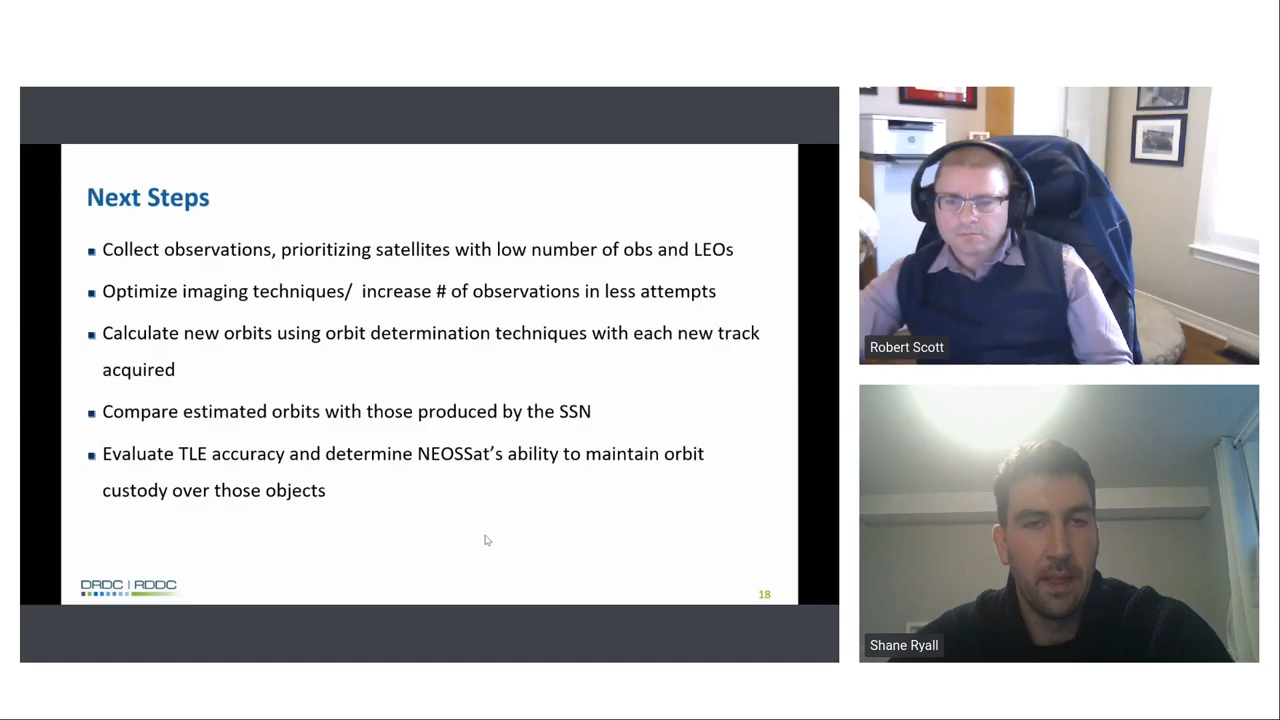 Next Steps
Collect observations, prioritizing satellites with low number of obs and LEOs
Optimize imaging techniques/  increase # of observations in less attempts
Calculate new orbits using orbit determination techniques with each new track
acquired
Compare estimated orbits with those produced by the SSN
Evaluate TLE accuracy and determine NEOSSat's ability to maintain orbit
custody over those objects
DRDC | RDDC
18
hp
Robert Scott
Shane Ryall